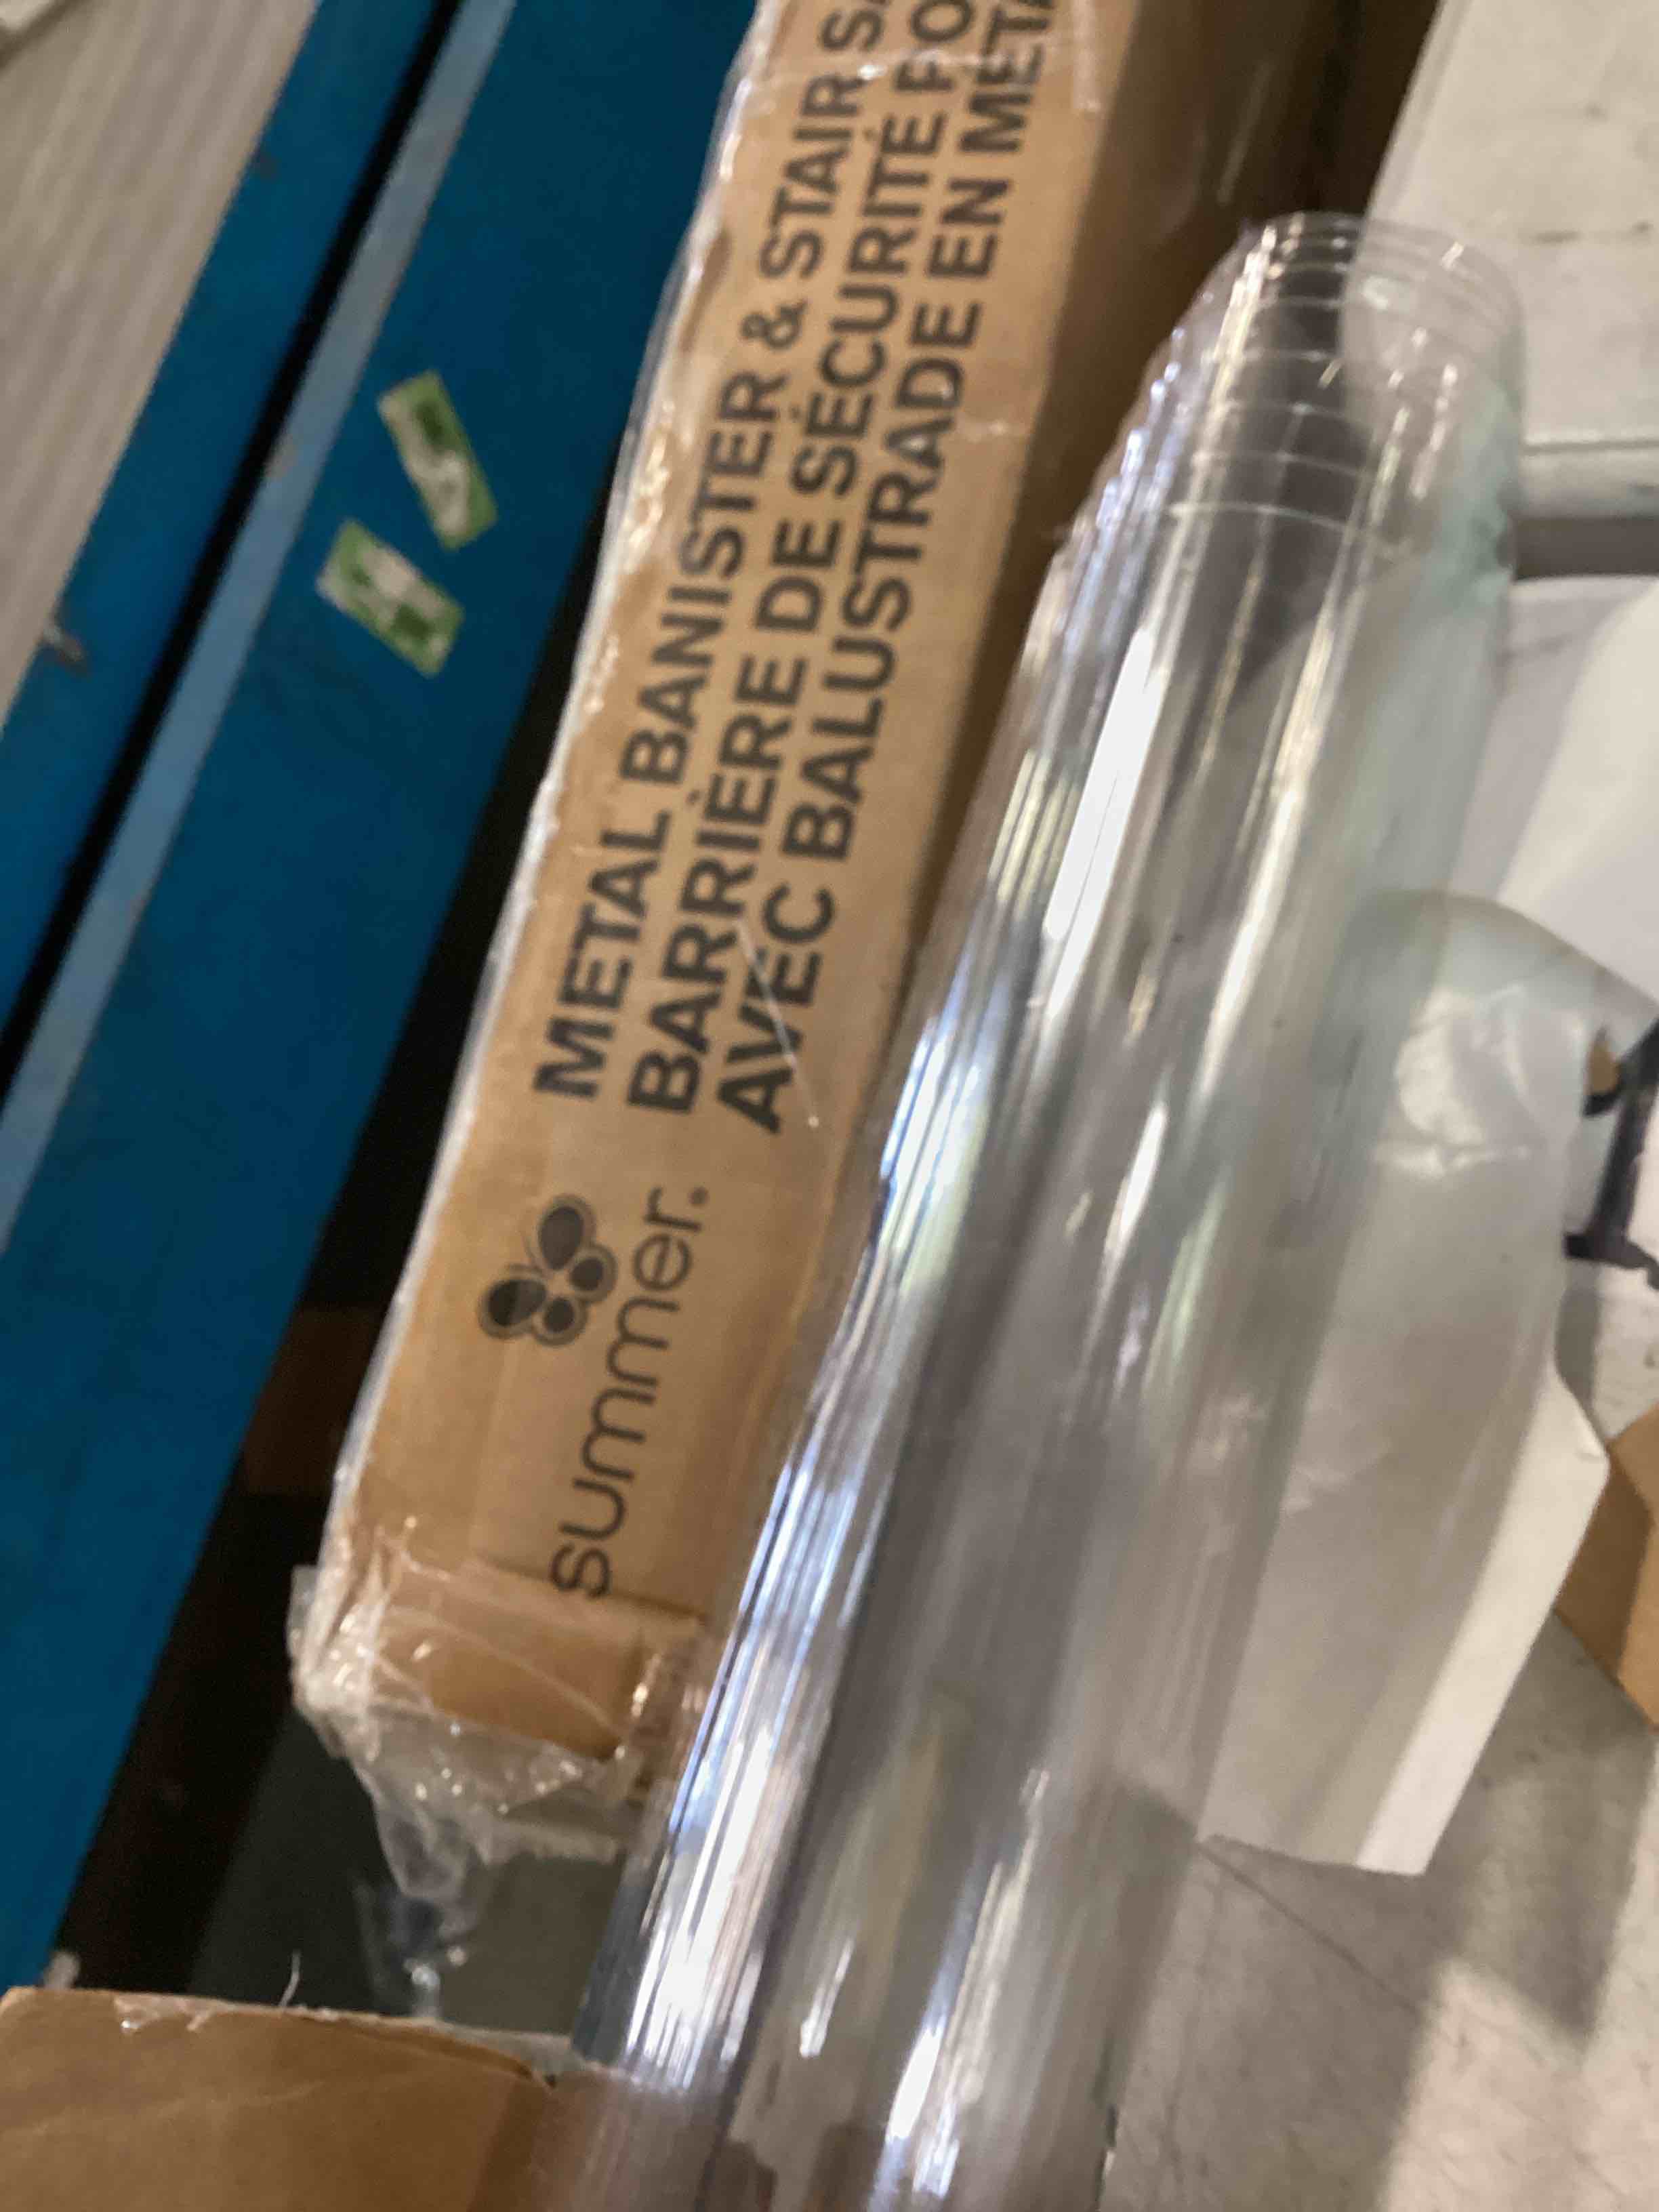 METAL BANISTER & STAIR
BARRIÈRE DE SÉCURITÉ
AVEC BALUSTRADE EN
summer.